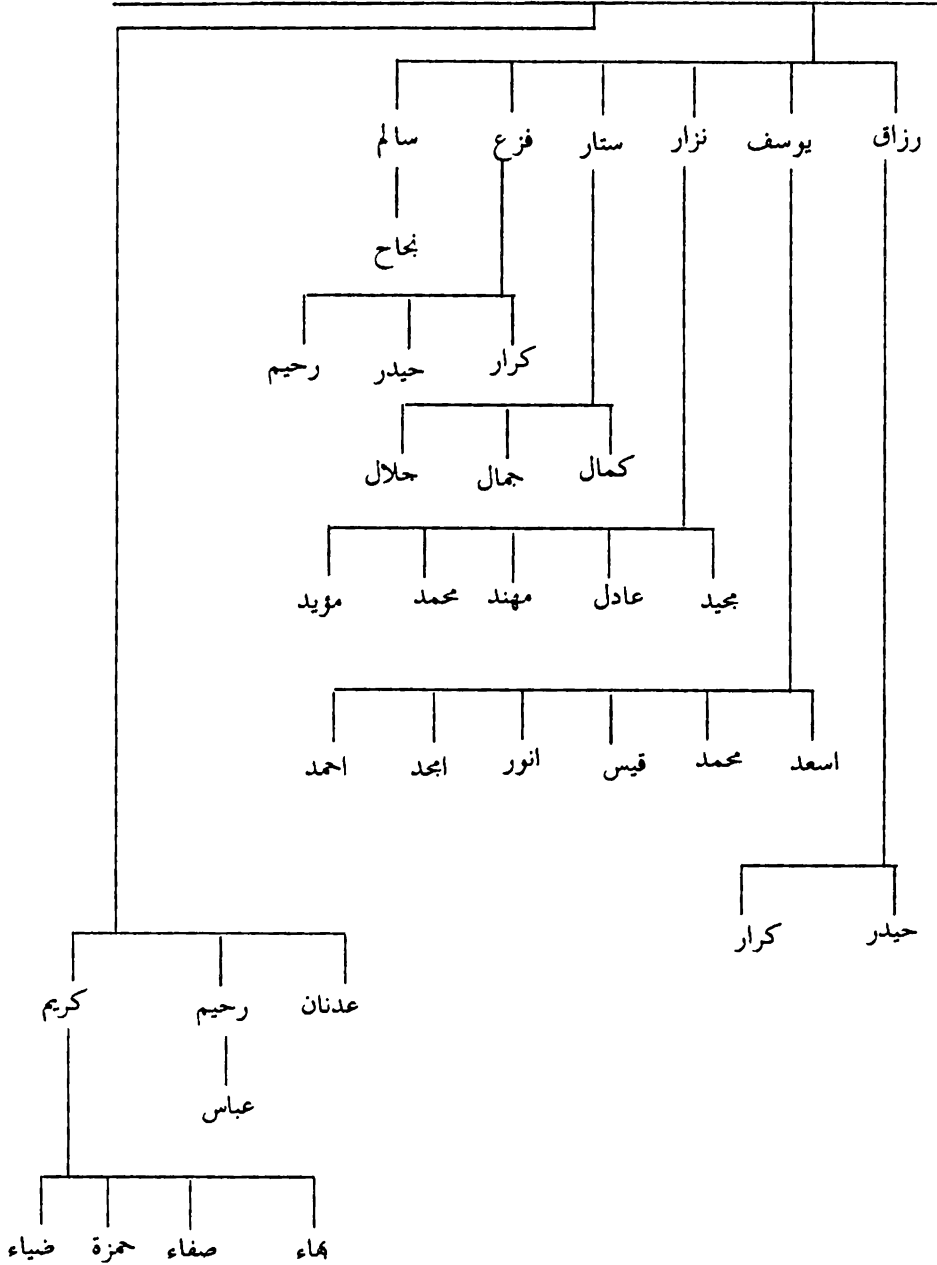 رزاق يوسف نزار ستار فزع سالم
نجاح
كرار حيدر رحيم
كمال جمال جلال
مجيد عادل مهند محمد مؤيد
اسعد محمد قيس انور امجد احمد
حيدر كرار
عدنان رحيم كريم
عباس
بهاء صفاء حمزة ضياء